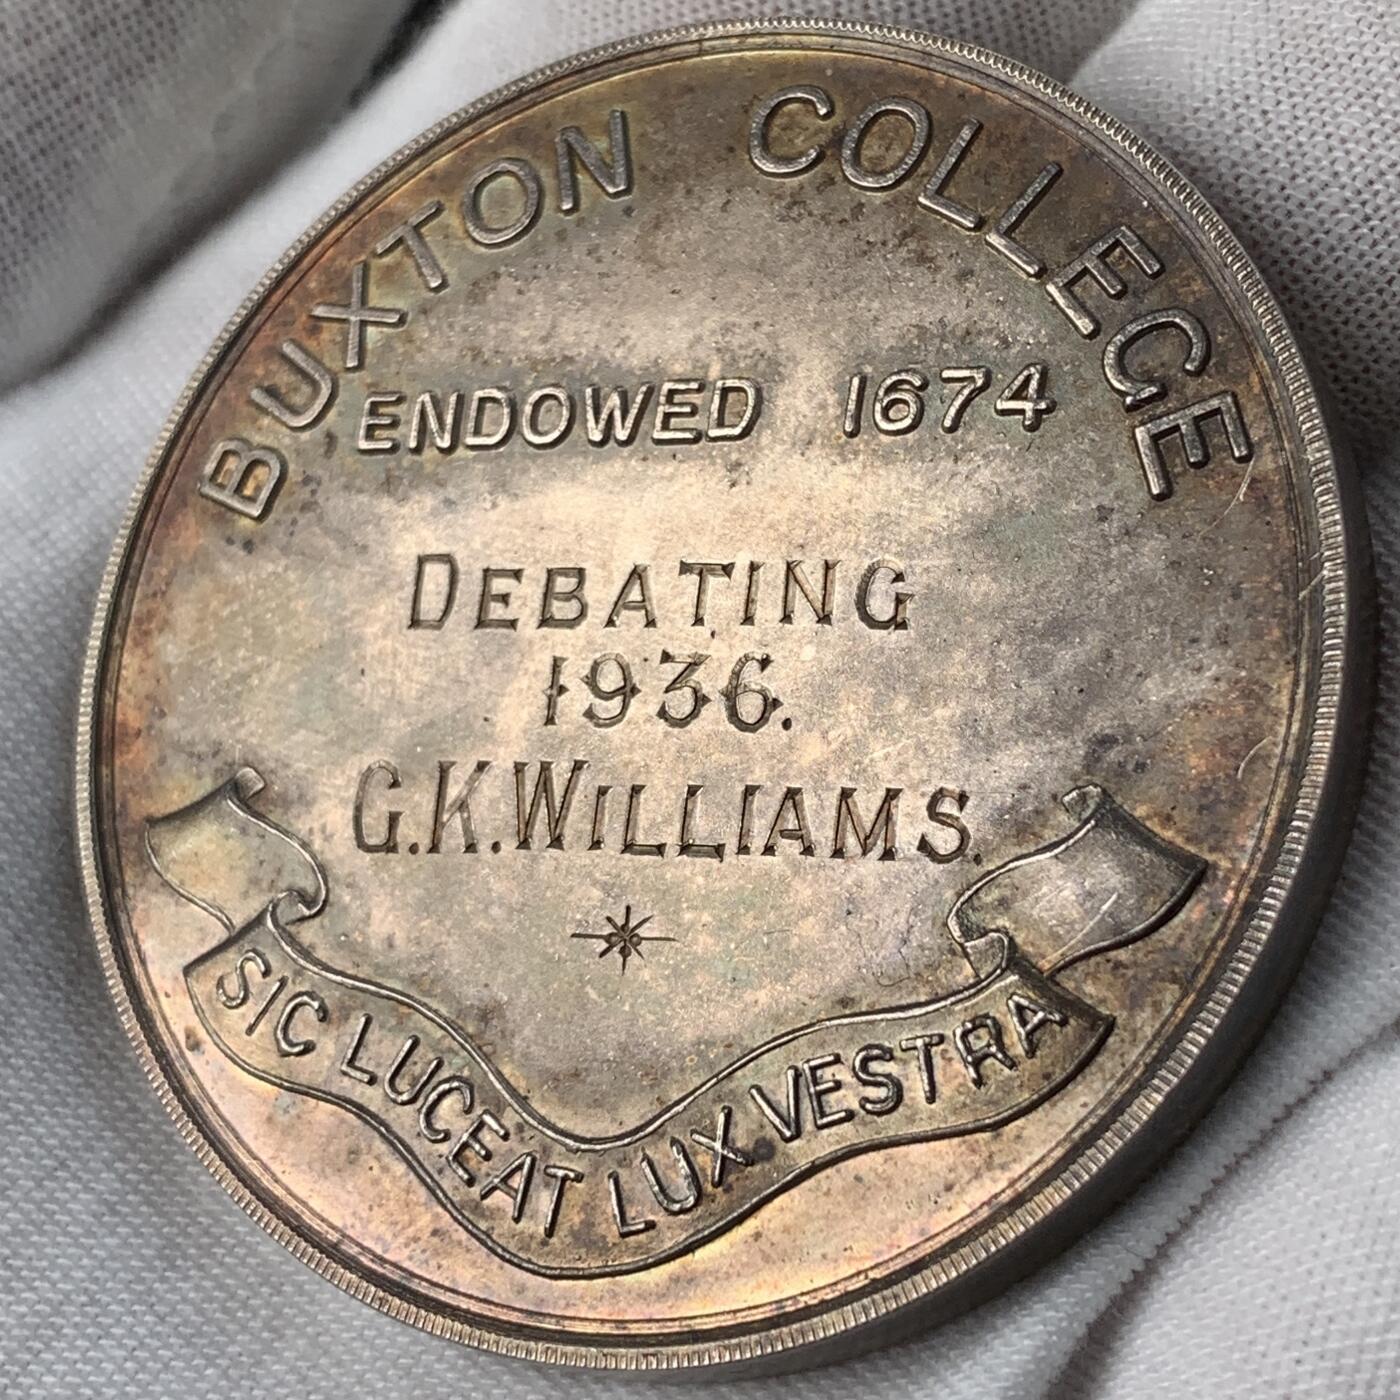 BUXTON COLLEGE
ENDOWED 1674
DEBATING
1936.
G.K.WILLIAMS.
SIC LUCEAT LUX VESTRA